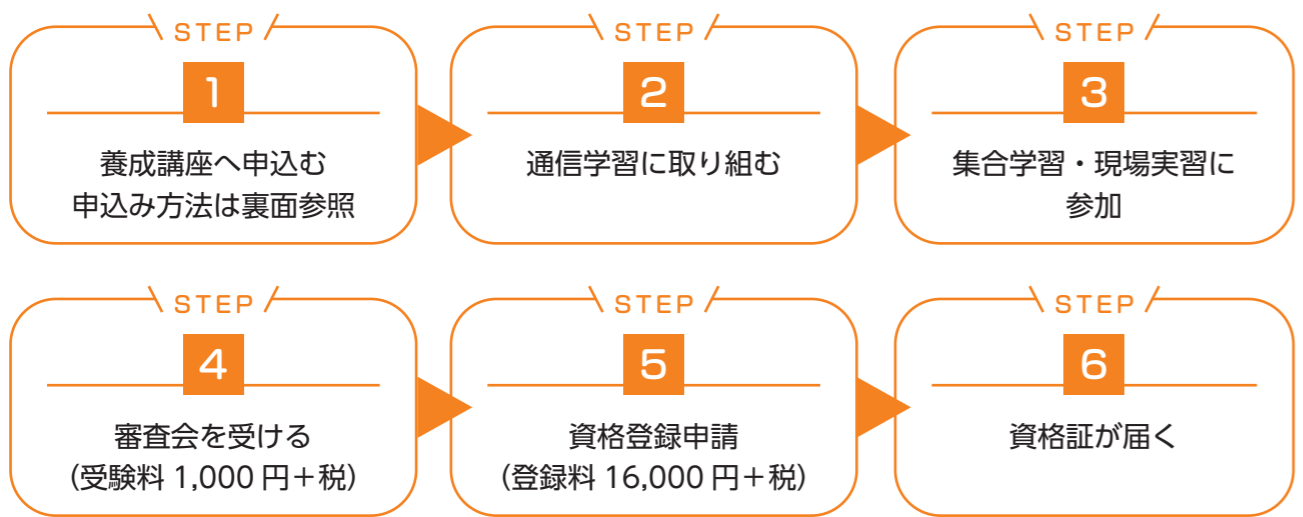 STEP
1
養成講座へ申込む
申込み方法は裏面参照
STEP
2
通信学習に取り組む
STEP
3
集合学習・現場実習に
参加
STEP
4
審査会を受ける
（受験料 1,000 円＋税）
STEP
5
資格登録申請
（登録料 16,000 円＋税）
STEP
6
資格証が届く